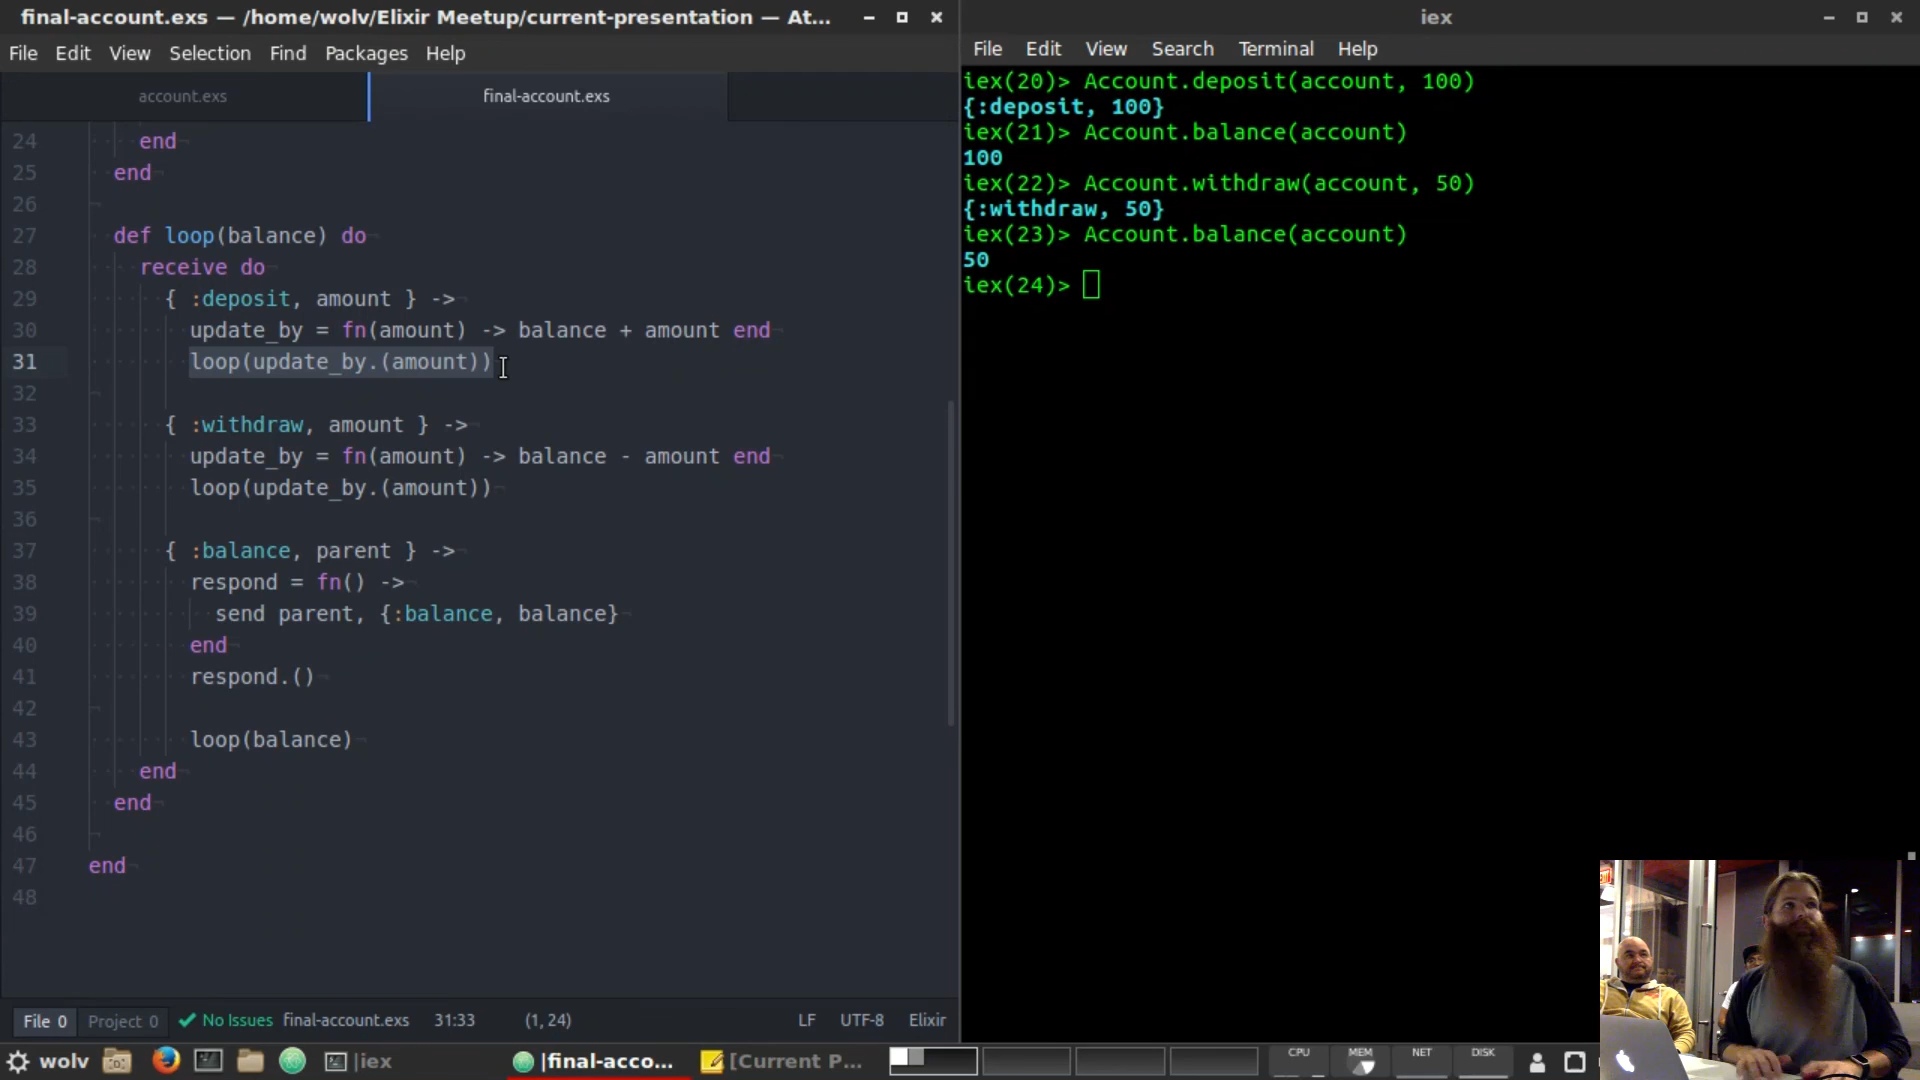 final-account.exs — /home/wolv/Elixir Meetup/current-presentation — At...
File Edit View Selection Find Packages Help
account.exs
final-account.exs
24 end
25 end
26
27 def loop(balance) do
28 receive do
29 { :deposit, amount } ->
30 update_by = fn(amount) -> balance + amount end
31 loop(update_by.(amount))
32
33 { :withdraw, amount } ->
34 update_by = fn(amount) -> balance - amount end
35 loop(update_by.(amount))
36
37 { :balance, parent } ->
38 respond = fn() ->
39 send parent, {:balance, balance}
40 end
41 respond.()
42
43 loop(balance)
44 end
45 end
46
47 end
48
File 0 Project 0 No Issues final-account.exs 31:33 (1, 24) LF UTF-8 Elixir
iex
File Edit View Search Terminal Help
iex(20)> Account.deposit(account, 100)
{:deposit, 100}
iex(21)> Account.balance(account)
100
iex(22)> Account.withdraw(account, 50)
{:withdraw, 50}
iex(23)> Account.balance(account)
50
iex(24)>
wolv |iex |final-acco... [Current P... CPU MEM NET DISK